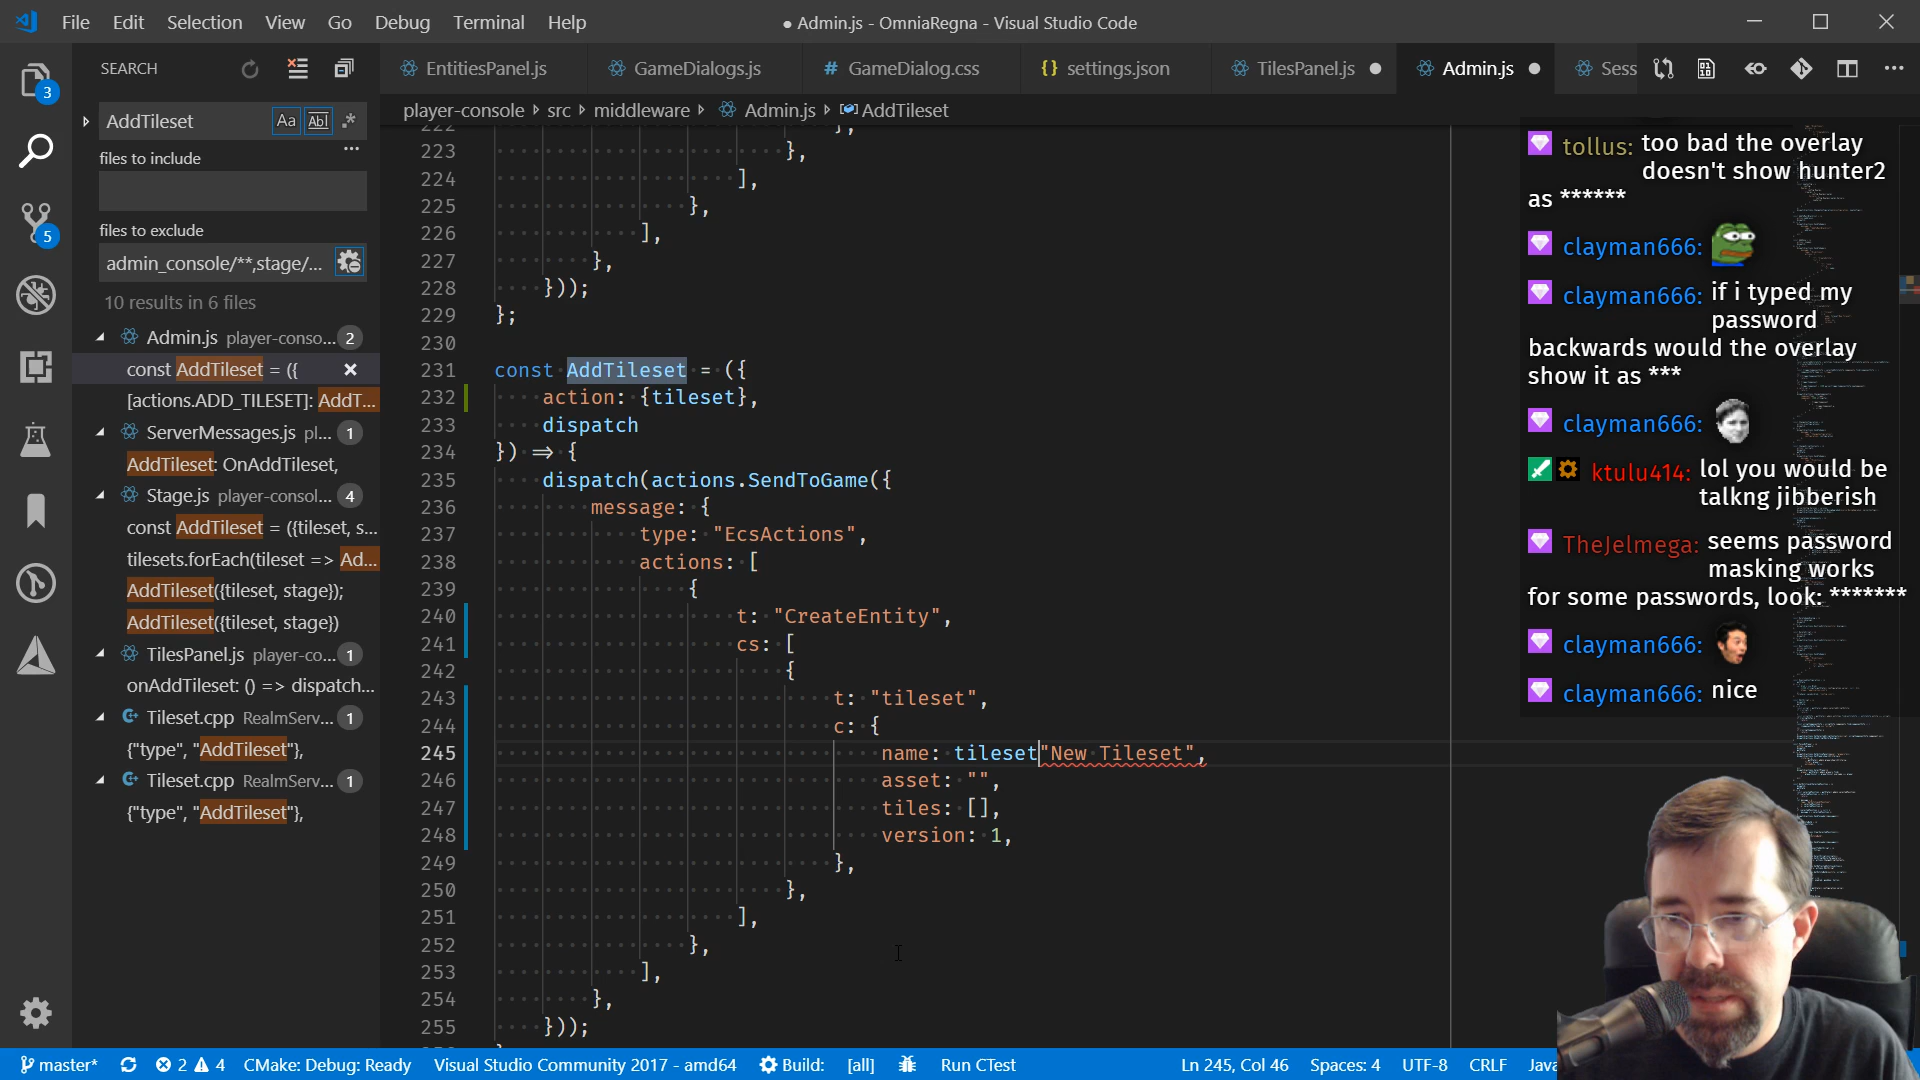 File Edit Selection View Go Debug Terminal Help
● Admin.js - OmniaRegna - Visual Studio Code
SEARCH
EntitiesPanel.js GameDialogs.js # GameDialog.css {} settings.json TilesPanel.js ● Admin.js ● Sess
player-console src middleware Admin.js AddTileset
3
5
AddTileset Aa Abl .*
files to include ...
files to exclude
admin_console/**,stage/...
10 results in 6 files
Admin.js player-conso... 2
const AddTileset = ({
[actions.ADD_TILESET]: AddT...
ServerMessages.js pl... 1
AddTileset: OnAddTileset,
Stage.js player-consol... 4
const AddTileset = ({tileset, s...
tilesets.forEach(tileset => Ad...
AddTileset({tileset, stage});
AddTileset({tileset, stage})
TilesPanel.js player-co... 1
onAddTileset: () => dispatch...
Tileset.cpp RealmServ... 1
{"type", "AddTileset"},
Tileset.cpp RealmServ... 1
{"type", "AddTileset"},
222 },
223 },
224 ],
225 },
226 ],
227 },
228 }));
229 };
230
231 const AddTileset = ({
232 action: {tileset},
233 dispatch
234 }) => {
235 dispatch(actions.SendToGame({
236 message: {
237 type: "EcsActions",
238 actions: [
239 {
240 t: "CreateEntity",
241 cs: [
242 {
243 t: "tileset",
244 c: {
245 name: tileset"New Tileset",
246 asset: "",
247 tiles: [],
248 version: 1,
249 },
250 },
251 ],
252 },
253 ],
254 },
255 }));
tollus: too bad the overlay
doesn't show hunter2
as ******
clayman666:
clayman666: if i typed my
password
backwards would the overlay
show it as ***
clayman666:
ktulu414: lol you would be
talkng jibberish
TheJelmega: seems password
masking works
for some passwords, look: *******
clayman666:
clayman666: nice
master* 2 4 CMake: Debug: Ready Visual Studio Community 2017 - amd64 Build: [all] Run CTest Ln 245, Col 46 Spaces: 4 UTF-8 CRLF Java